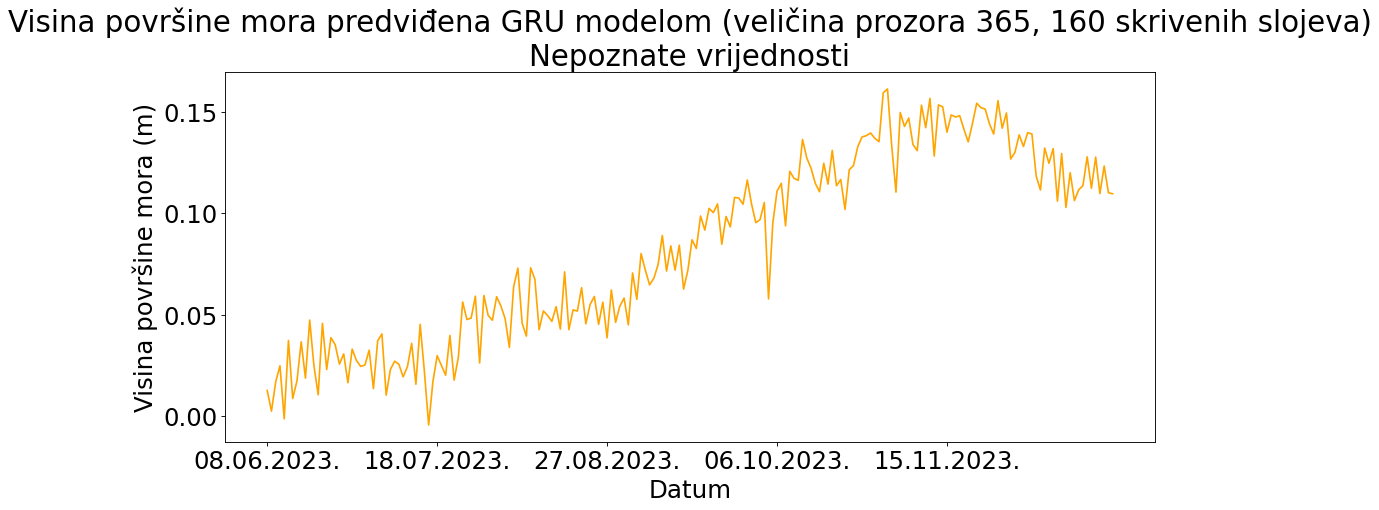 Visina površine mora predviđena GRU modelom (veličina prozora 365, 160 skrivenih slojeva)
Nepoznate vrijednosti
Visina površine mora (m)
0.15
0.10
0.05
0.00
08.06.2023. 18.07.2023. 27.08.2023. 06.10.2023. 15.11.2023.
Datum